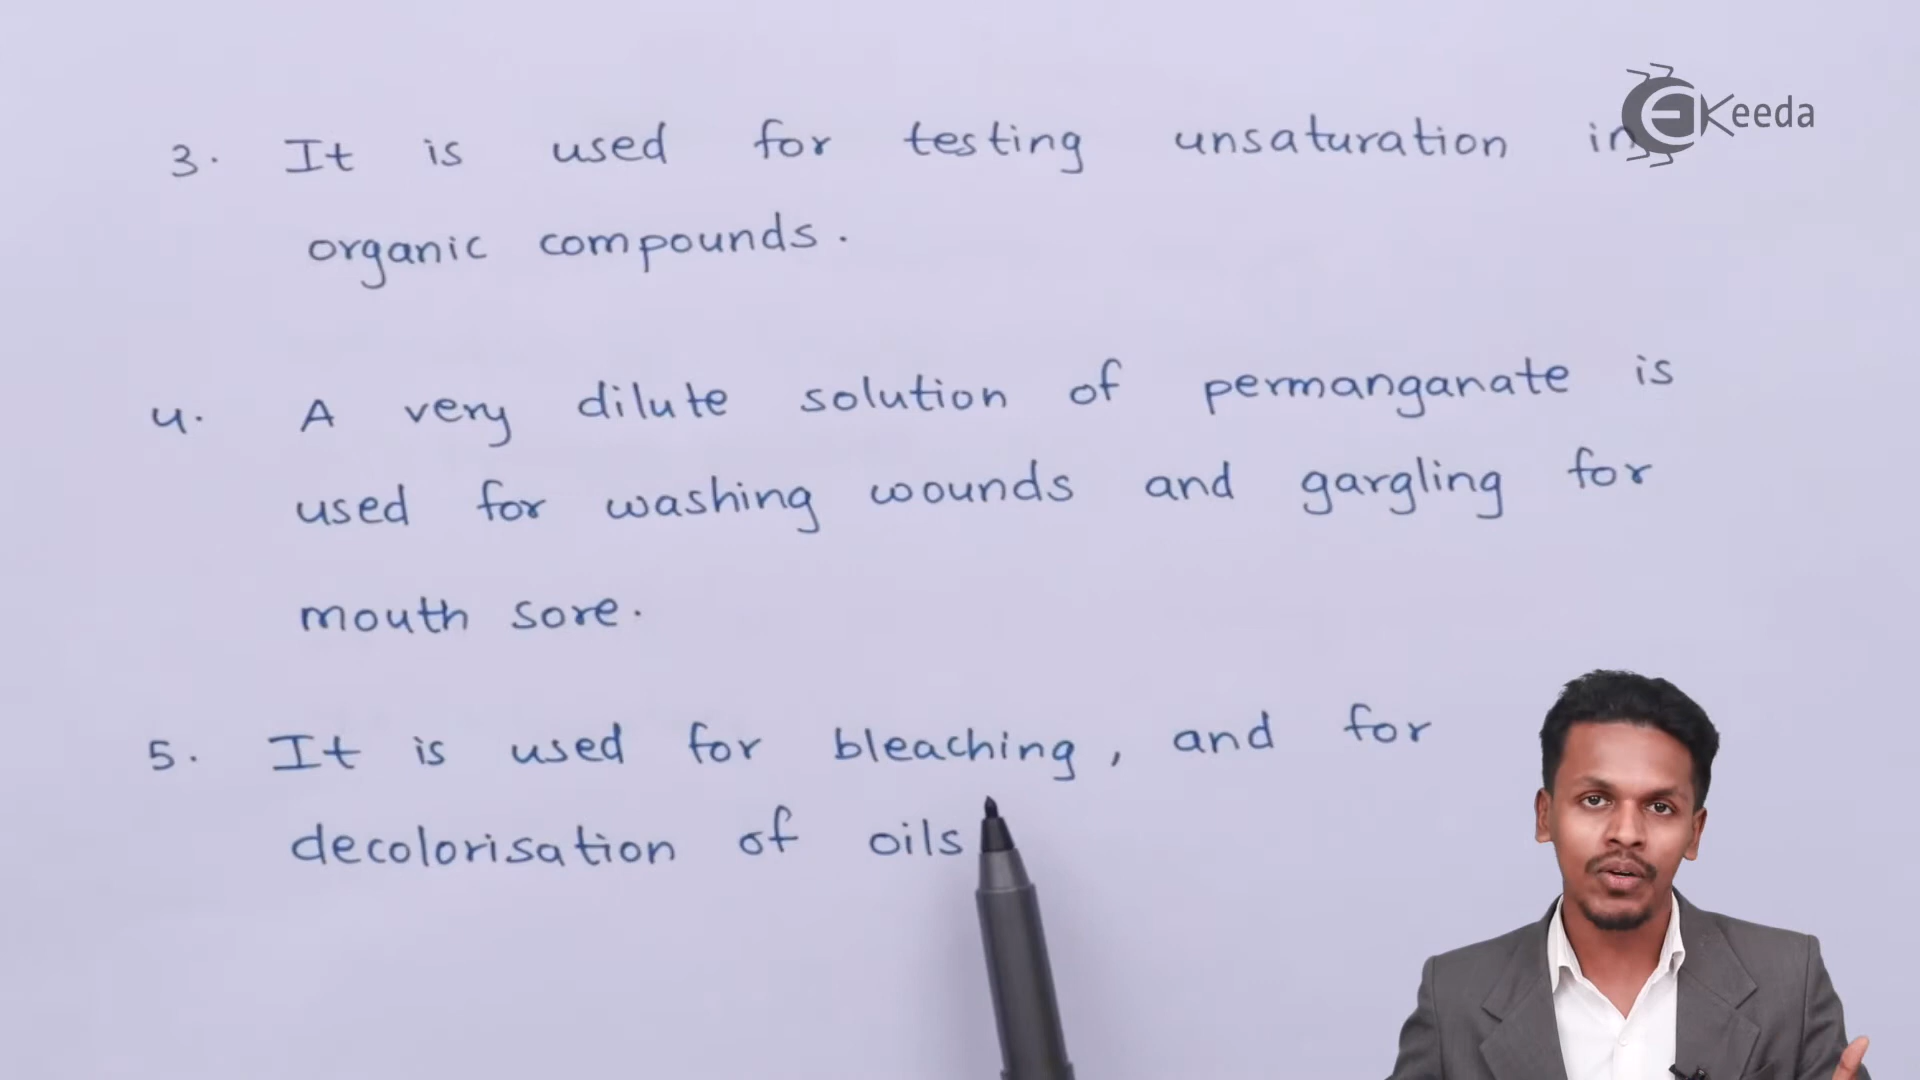 3. It is used for testing unsaturation in
organic compounds.
4. A very dilute solution of permanganate is
used for washing wounds and gargling for
mouth sore.
5. It is used for bleaching, and for
decolorisation of oils
EKeeda